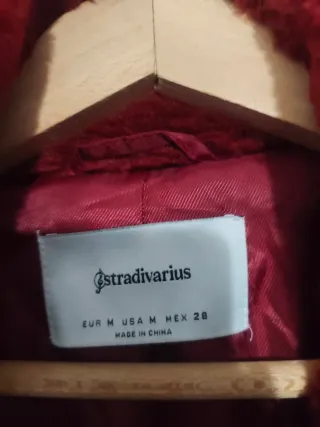 stradivarius
EUR M USA M MEX 28
MADE IN CHINA